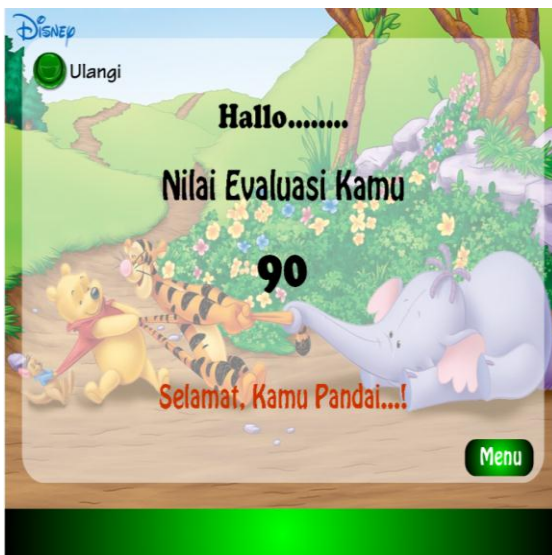 Disney
Ulangi
Hallo........
Nilai Evaluasi Kamu
90
Selamat, Kamu Pandai...!
Menu